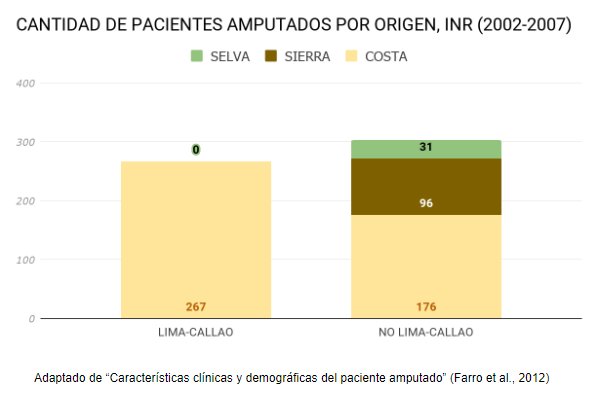 CANTIDAD DE PACIENTES AMPUTADOS POR ORIGEN, INR (2002-2007)
SELVA SIERRA COSTA
400
300
200
100
0
0
267
31
96
176
LIMA-CALLAO NO LIMA-CALLAO
Adaptado de “Características clínicas y demográficas del paciente amputado” (Farro et al., 2012)